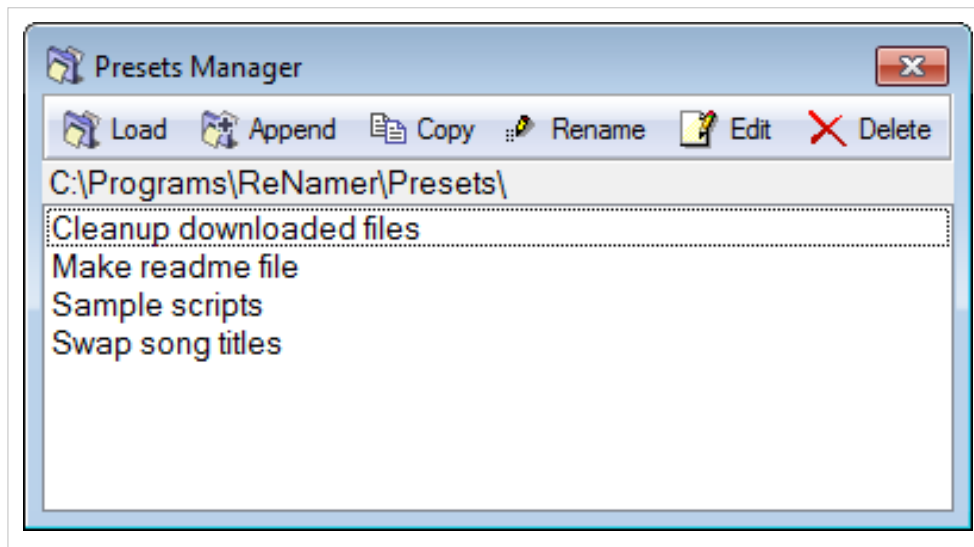 Presets Manager
Load Append Copy Rename Edit Delete
C:\Programs\ReNamer\Presets\
Cleanup downloaded files
Make readme file
Sample scripts
Swap song titles